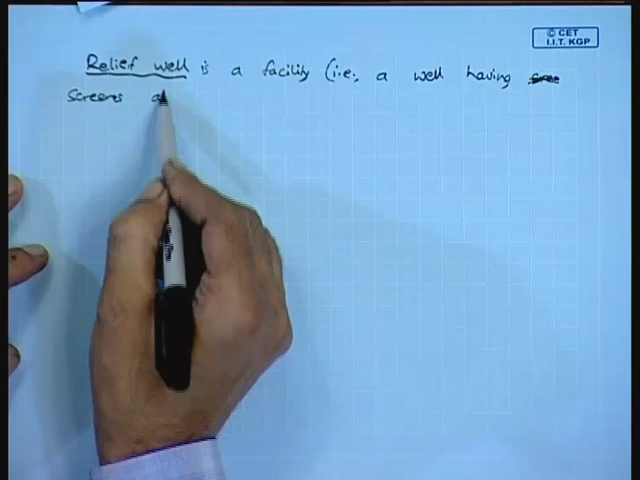 © CET
I.I.T. KGP
Relief well is a facility (i.e., a well having
Screens a